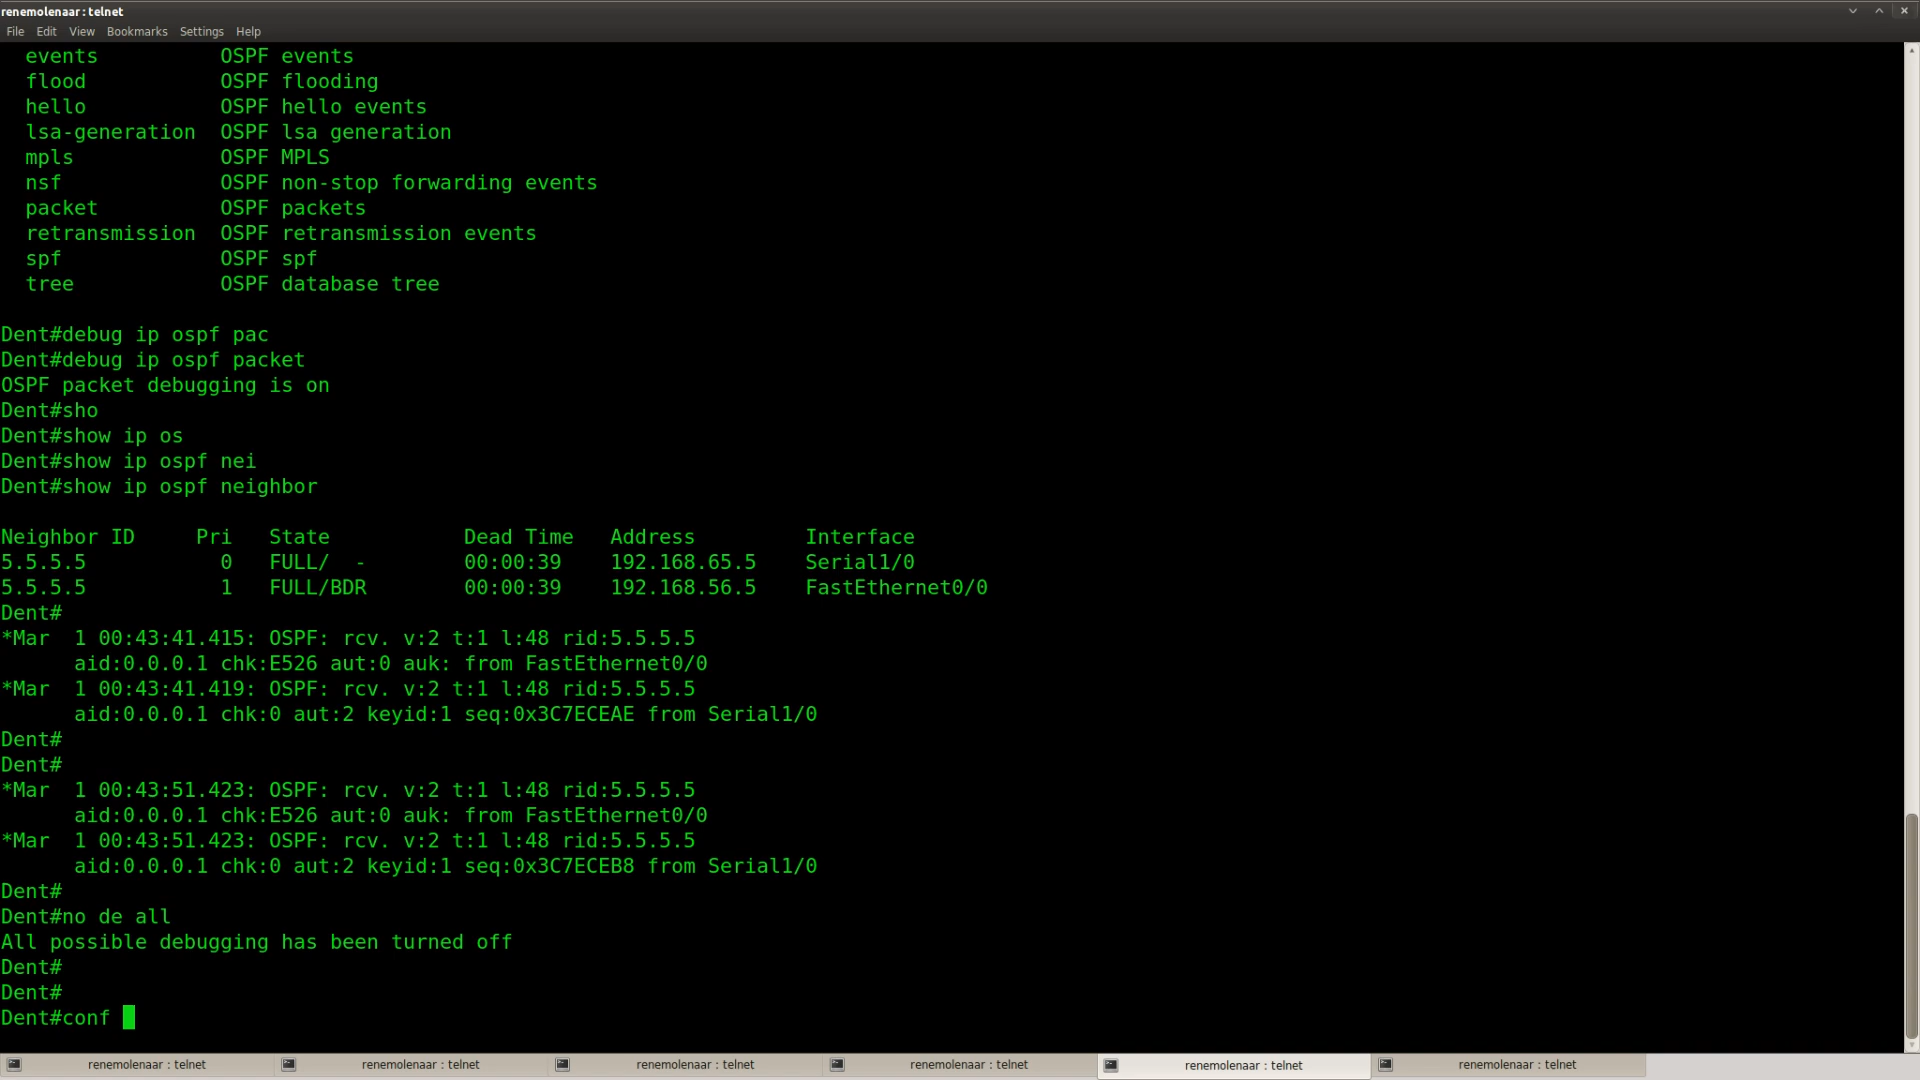 renemolenaar : telnet
File Edit View Bookmarks Settings Help
events OSPF events
flood OSPF flooding
hello OSPF hello events
lsa-generation OSPF lsa generation
mpls OSPF MPLS
nsf OSPF non-stop forwarding events
packet OSPF packets
retransmission OSPF retransmission events
spf OSPF spf
tree OSPF database tree
Dent#debug ip ospf pac
Dent#debug ip ospf packet
OSPF packet debugging is on
Dent#sho
Dent#show ip os
Dent#show ip ospf nei
Dent#show ip ospf neighbor
Neighbor ID Pri State Dead Time Address Interface
5.5.5.5 0 FULL/ - 00:00:39 192.168.65.5 Serial1/0
5.5.5.5 1 FULL/BDR 00:00:39 192.168.56.5 FastEthernet0/0
Dent#
*Mar 1 00:43:41.415: OSPF: rcv. v:2 t:1 l:48 rid:5.5.5.5
aid:0.0.0.1 chk:E526 aut:0 auk: from FastEthernet0/0
*Mar 1 00:43:41.419: OSPF: rcv. v:2 t:1 l:48 rid:5.5.5.5
aid:0.0.0.1 chk:0 aut:2 keyid:1 seq:0x3C7ECEAE from Serial1/0
Dent#
Dent#
*Mar 1 00:43:51.423: OSPF: rcv. v:2 t:1 l:48 rid:5.5.5.5
aid:0.0.0.1 chk:E526 aut:0 auk: from FastEthernet0/0
*Mar 1 00:43:51.423: OSPF: rcv. v:2 t:1 l:48 rid:5.5.5.5
aid:0.0.0.1 chk:0 aut:2 keyid:1 seq:0x3C7ECEB8 from Serial1/0
Dent#
Dent#no de all
All possible debugging has been turned off
Dent#
Dent#
Dent#conf
renemolenaar : telnet renemolenaar : telnet renemolenaar : telnet renemolenaar : telnet renemolenaar : telnet renemolenaar : telnet